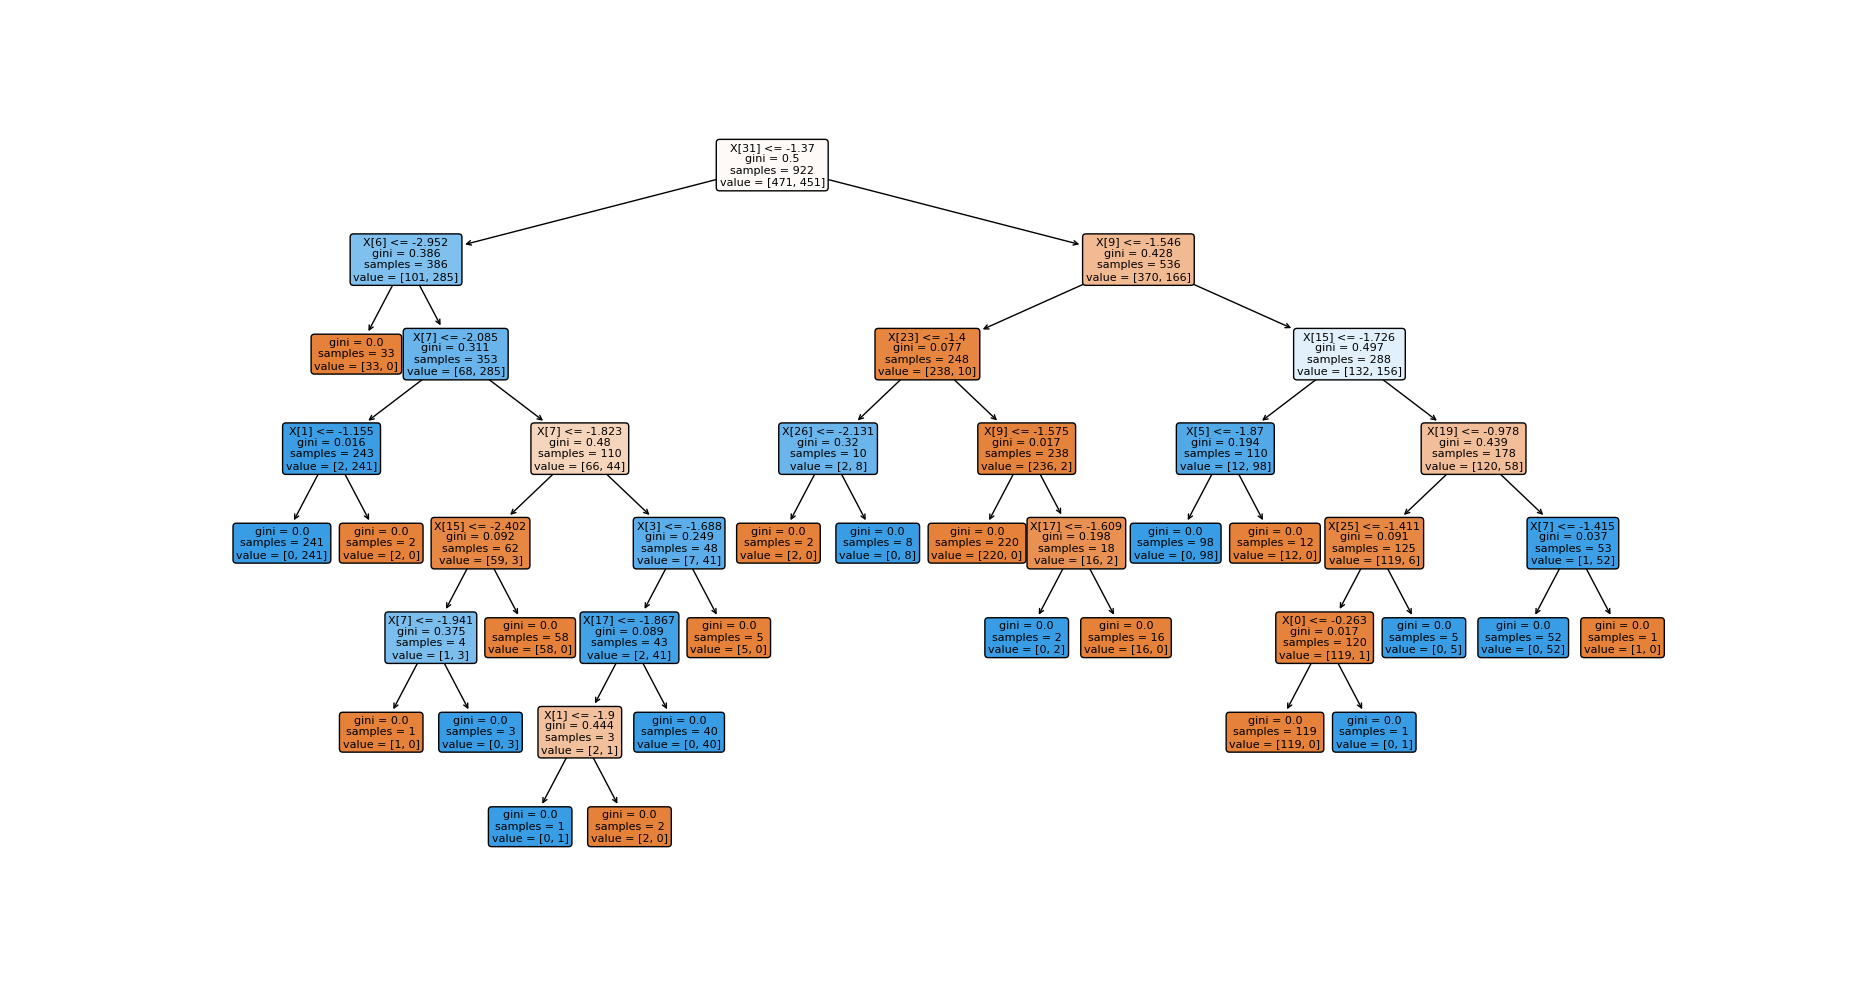 X[31] <= -1.37
gini = 0.5
samples = 922
value = [471, 451]
X[6] <= -2.952
gini = 0.386
samples = 386
value = [101, 285]
X[9] <= -1.546
gini = 0.428
samples = 536
value = [370, 166]
gini = 0.0
samples = 33
value = [33, 0]
X[7] <= -2.085
gini = 0.311
samples = 353
value = [68, 285]
X[23] <= -1.4
gini = 0.077
samples = 248
value = [238, 10]
X[15] <= -1.726
gini = 0.497
samples = 288
value = [132, 156]
X[1] <= -1.155
gini = 0.016
samples = 243
value = [2, 241]
X[7] <= -1.823
gini = 0.48
samples = 110
value = [66, 44]
X[26] <= -2.131
gini = 0.32
samples = 10
value = [2, 8]
X[9] <= -1.575
gini = 0.017
samples = 238
value = [236, 2]
X[5] <= -1.87
gini = 0.194
samples = 110
value = [12, 98]
X[19] <= -0.978
gini = 0.439
samples = 178
value = [120, 58]
gini = 0.0
samples = 241
value = [0, 241]
gini = 0.0
samples = 2
value = [2, 0]
X[15] <= -2.402
gini = 0.092
samples = 62
value = [59, 3]
X[3] <= -1.688
gini = 0.249
samples = 48
value = [7, 41]
gini = 0.0
samples = 2
value = [2, 0]
gini = 0.0
samples = 8
value = [0, 8]
gini = 0.0
samples = 220
value = [220, 0]
X[17] <= -1.609
gini = 0.198
samples = 18
value = [16, 2]
gini = 0.0
samples = 98
value = [0, 98]
gini = 0.0
samples = 12
value = [12, 0]
X[25] <= -1.411
gini = 0.091
samples = 125
value = [119, 6]
X[7] <= -1.415
gini = 0.037
samples = 53
value = [1, 52]
X[7] <= -1.941
gini = 0.375
samples = 4
value = [1, 3]
gini = 0.0
samples = 58
value = [58, 0]
X[17] <= -1.867
gini = 0.089
samples = 43
value = [2, 41]
gini = 0.0
samples = 5
value = [5, 0]
gini = 0.0
samples = 2
value = [0, 2]
gini = 0.0
samples = 16
value = [16, 0]
X[0] <= -0.263
gini = 0.017
samples = 120
value = [119, 1]
gini = 0.0
samples = 5
value = [0, 5]
gini = 0.0
samples = 52
value = [0, 52]
gini = 0.0
samples = 1
value = [1, 0]
gini = 0.0
samples = 1
value = [1, 0]
gini = 0.0
samples = 3
value = [0, 3]
X[1] <= -1.9
gini = 0.444
samples = 3
value = [2, 1]
gini = 0.0
samples = 40
value = [0, 40]
gini = 0.0
samples = 119
value = [119, 0]
gini = 0.0
samples = 1
value = [0, 1]
gini = 0.0
samples = 1
value = [0, 1]
gini = 0.0
samples = 2
value = [2, 0]